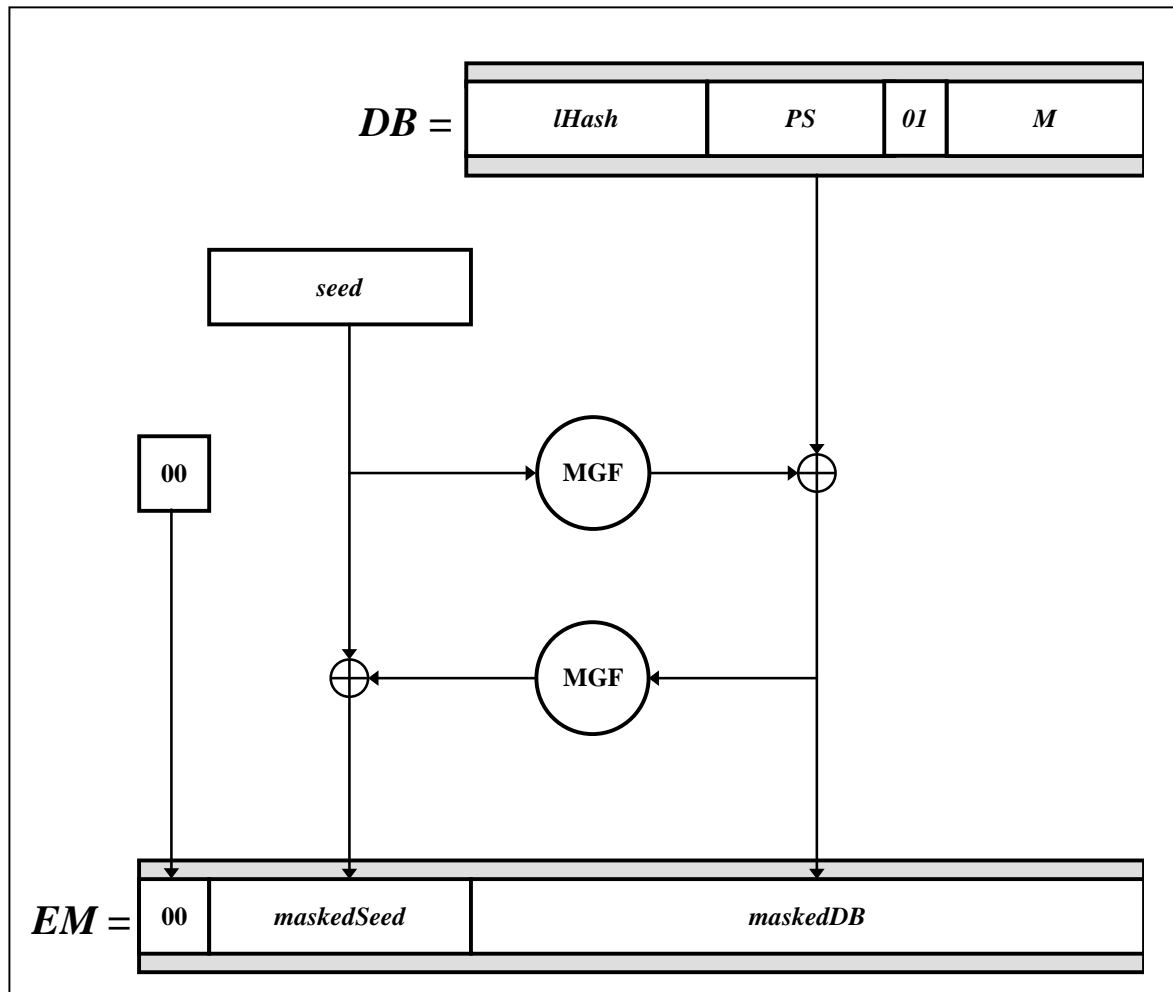 DB = lHash PS 01 M
seed
MGF
00
MGF
EM = 00 maskedSeed maskedDB